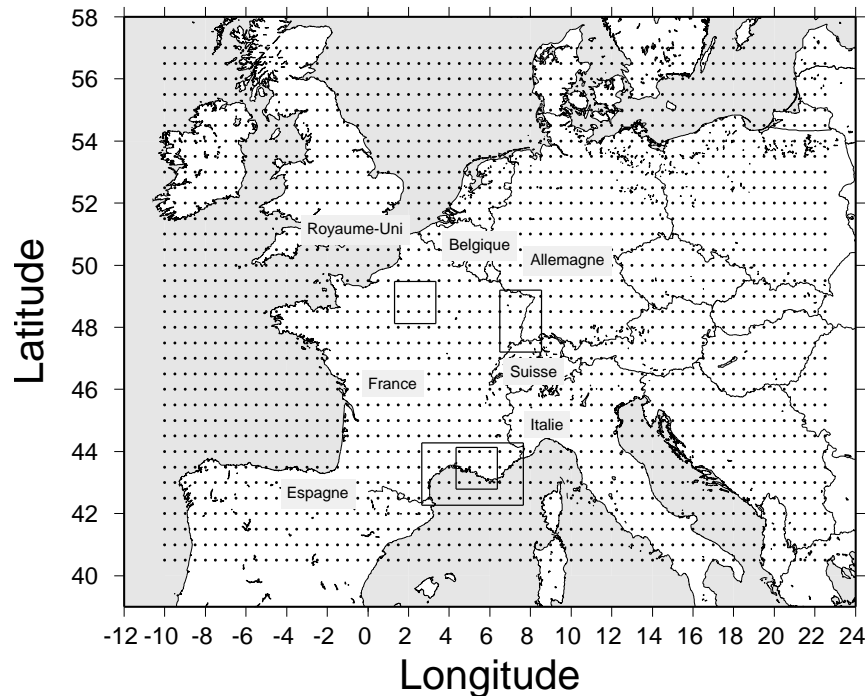 58
56
54
52
50
48
46
44
42
40
Latitude
Royaume-Uni
Belgique
Allemagne
Suisse
France
Italie
Espagne
-12 -10 -8 -6 -4 -2 0 2 4 6 8 10 12 14 16 18 20 22 24
Longitude